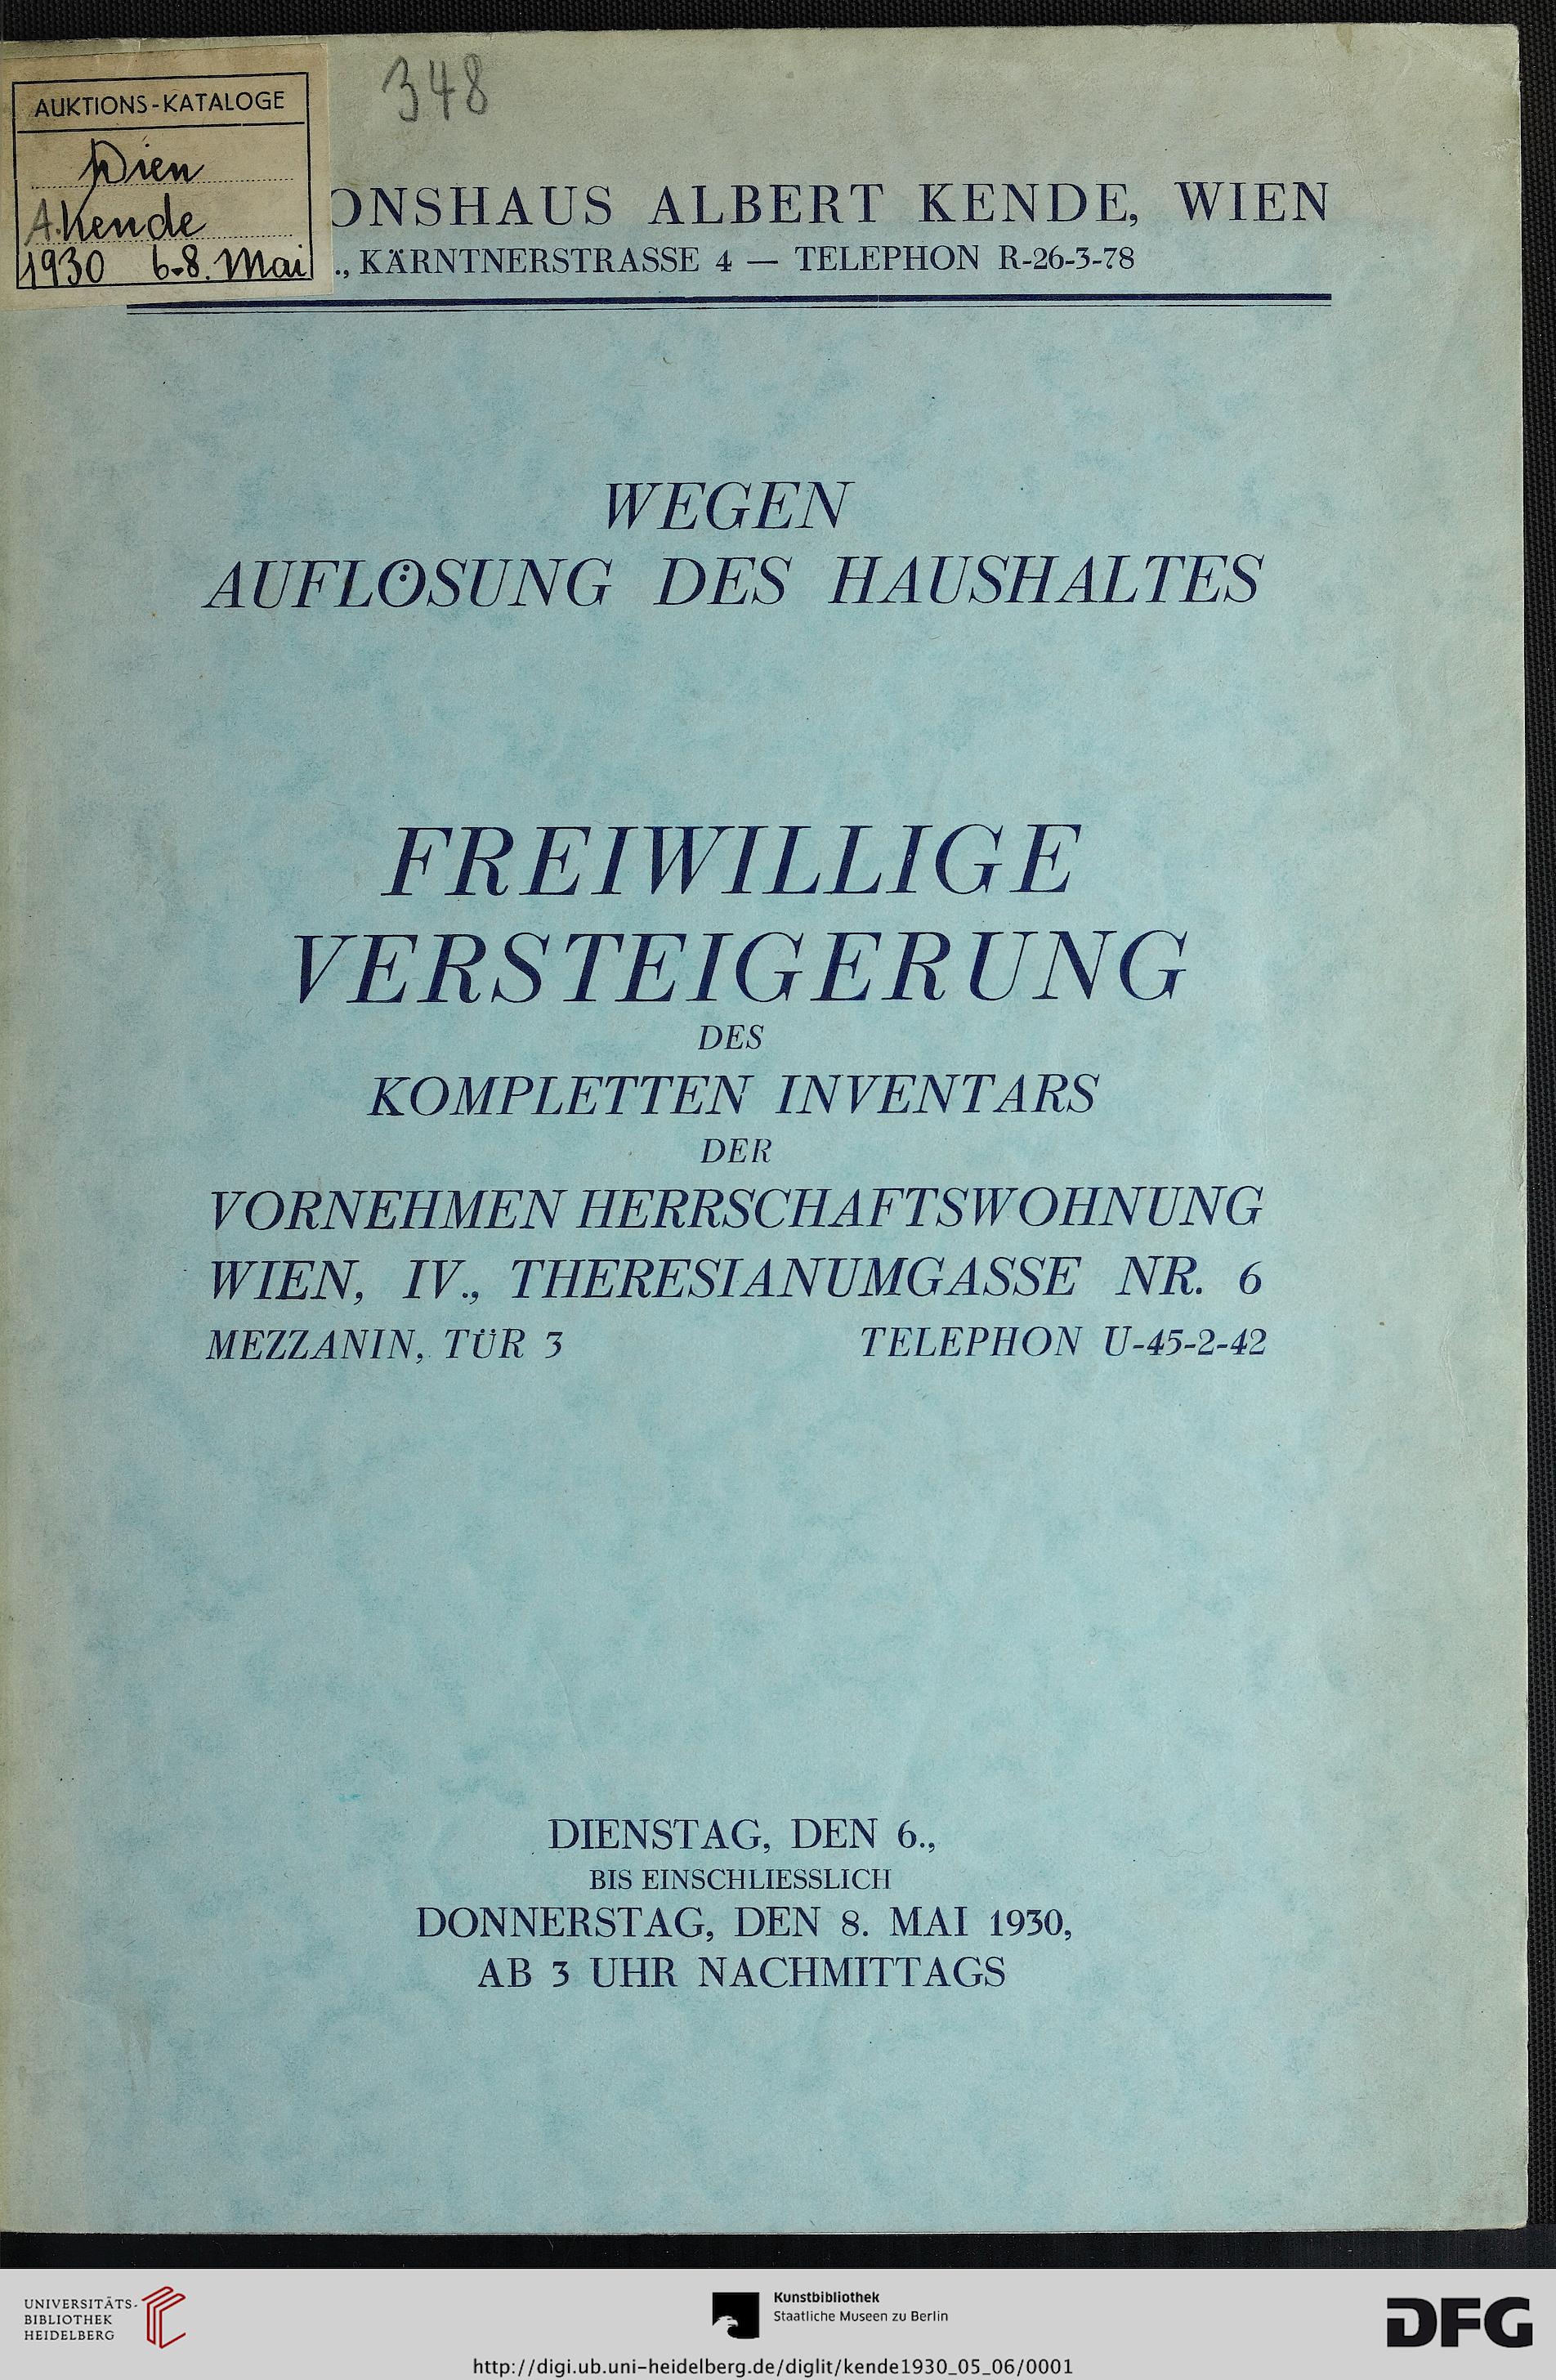 AUKTIONS-KATALOGE
Wien
A. Kende
1930 6-8. Mai
348
ONSHAUS ALBERT KENDE, WIEN
., KÄRNTNERSTRASSE 4 — TELEPHON R-26-3-78
WEGEN
AUFLÖSUNG DES HAUSHALTES
FREIWILLIGE
VERSTEIGERUNG
DES
KOMPLETTEN INVENTARS
DER
VORNEHMEN HERRSCHAFTSWOHNUNG
WIEN, IV., THERESIANUMGASSE NR. 6
MEZZANIN, TÜR 3 TELEPHON U-45-2-42
DIENSTAG, DEN 6.,
BIS EINSCHLIESSLICH
DONNERSTAG, DEN 8. MAI 1930,
AB 3 UHR NACHMITTAGS
UNIVERSITÄTS-
BIBLIOTHEK
HEIDELBERG
Kunstbibliothek
Staatliche Museen zu Berlin
DFG
http://digi.ub.uni-heidelberg.de/diglit/kende1930_05_06/0001